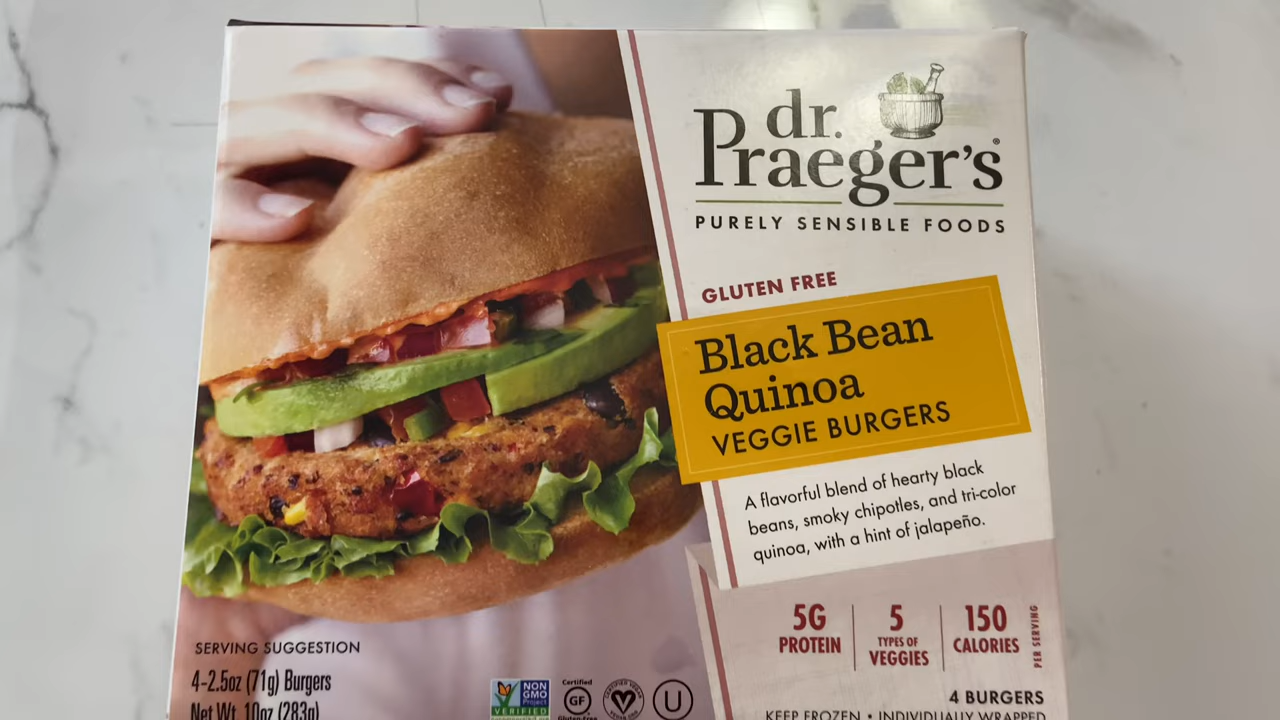 dr.
Praeger's®
PURELY SENSIBLE FOODS
GLUTEN FREE
Black Bean
Quinoa
VEGGIE BURGERS
A flavorful blend of hearty black
beans, smoky chipotles, and tri-color
quinoa, with a hint of jalapeño.
5G
PROTEIN
5
TYPES OF
VEGGIES
150
CALORIES
PER SERVING
SERVING SUGGESTION
4-2.5oz (71g) Burgers
Net Wt. 10oz (283g)
NON
GMO
Project
VERIFIED
Certified
GF
Gluten-Free
CERTIFIED VEGAN
V
U
4 BURGERS
KEEP FROZEN • INDIVIDUALLY WRAPPED